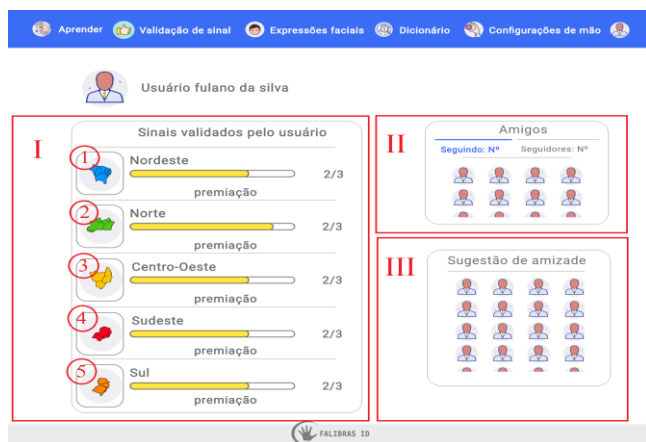 Aprender Validação de sinal Expressões faciais Dicionário Configurações de mão
Usuário fulano da silva
I
Sinais validados pelo usuário
1
Nordeste
2/3
premiação
2
Norte
2/3
premiação
3
Centro-Oeste
2/3
premiação
4
Sudeste
2/3
premiação
5
Sul
2/3
premiação
II
Amigos
Seguindo: Nº Seguidores: Nº
III
Sugestão de amizade
FALIBRAS ID